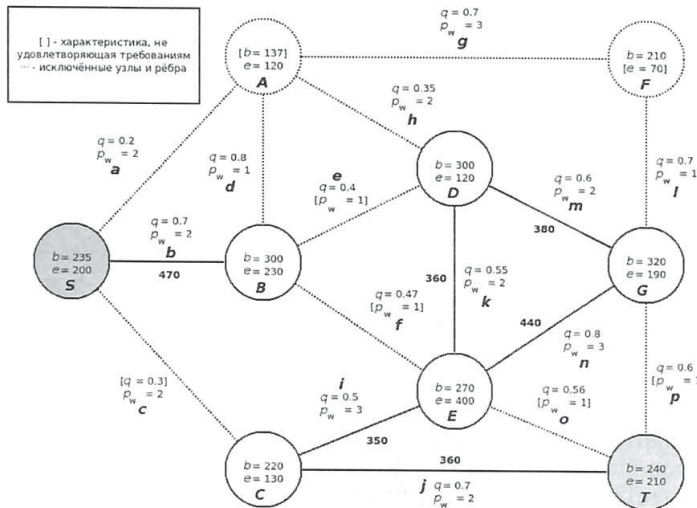 [ ] - характеристика, не
удовлетворяющая требованиям
··· - исключённые узлы и рёбра
q = 0.7
p_w = 3
g
[b = 137]
e = 120
A
b = 210
[e = 70]
F
q = 0.35
p_w = 2
h
q = 0.2
p_w = 2
a
q = 0.8
p_w = 1
d
e
q = 0.4
[p_w = 1]
b = 300
e = 120
D
q = 0.6
p_w = 2
m
q = 0.7
p_w = 1
l
q = 0.7
p_w = 2
b
380
b = 235
e = 200
S
470
b = 300
e = 230
B
360
q = 0.55
p_w = 2
k
b = 320
e = 190
G
q = 0.47
[p_w = 1]
f
440
q = 0.8
p_w = 3
n
[q = 0.3]
p_w = 2
c
i
q = 0.5
p_w = 3
b = 270
e = 400
E
q = 0.56
[p_w = 1]
o
q = 0.6
[p_w =
p
350
b = 220
e = 130
C
360
b = 240
e = 210
T
j q = 0.7
p_w = 2